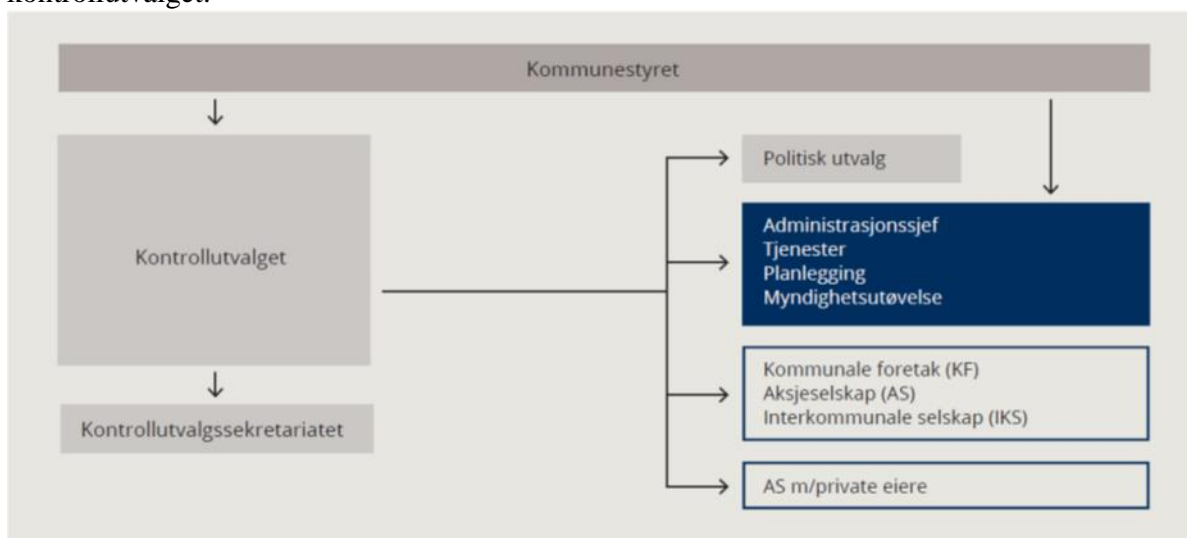 kontrollutvalget.
Kommunestyret
Kontrollutvalget
Kontrollutvalgssekretariatet
Politisk utvalg
Administrasjonssjef
Tjenester
Planlegging
Myndighetsutøvelse
Kommunale foretak (KF)
Aksjeselskap (AS)
Interkommunale selskap (IKS)
AS m/private eiere